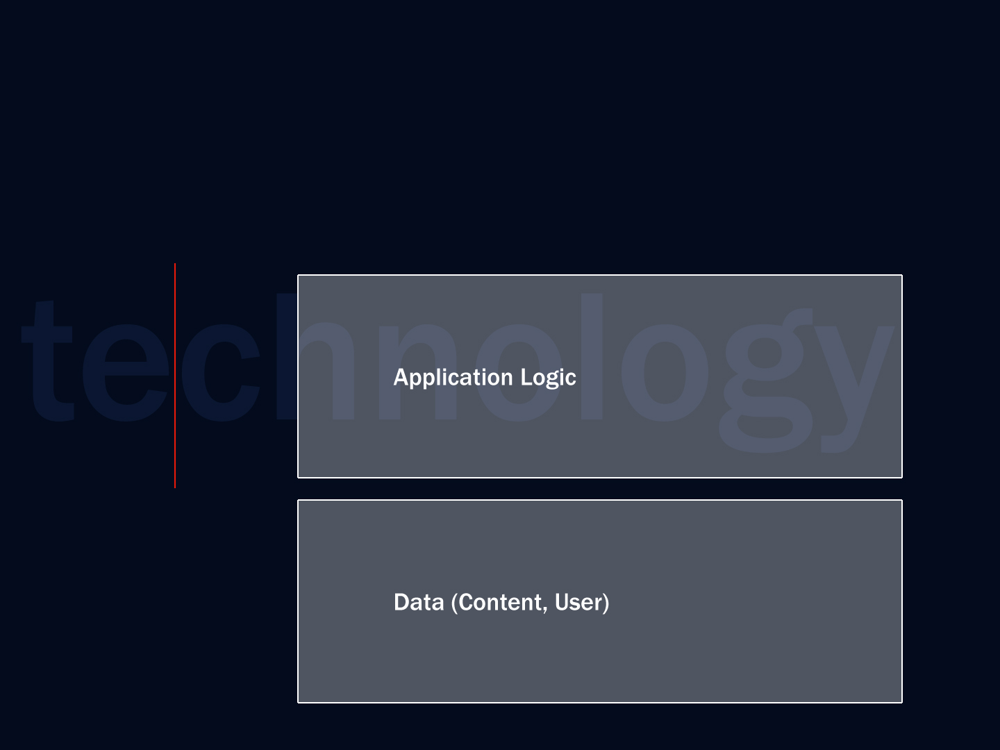 technology
Application Logic
Data (Content, User)